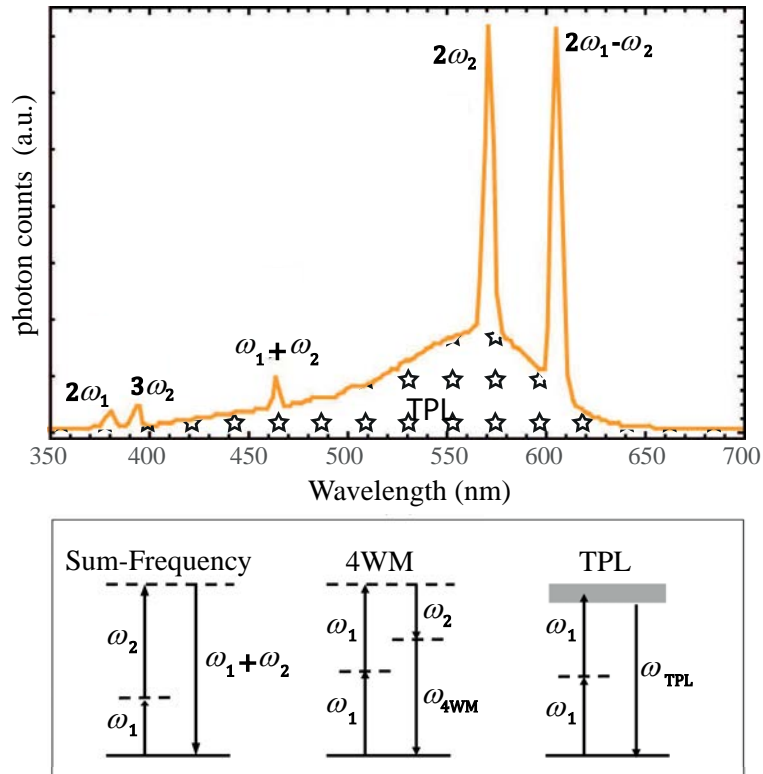 photon counts (a.u.)
2ω₂
2ω₁-ω₂
ω₁+ω₂
2ω₁
3ω₂
TPL
350 400 450 500 550 600 650 700
Wavelength (nm)
Sum-Frequency 4WM TPL
ω₂
ω₁
ω₁+ω₂
ω₁
ω₁
ω₂
ω₄WM
ω₁
ω₁
ωTPL